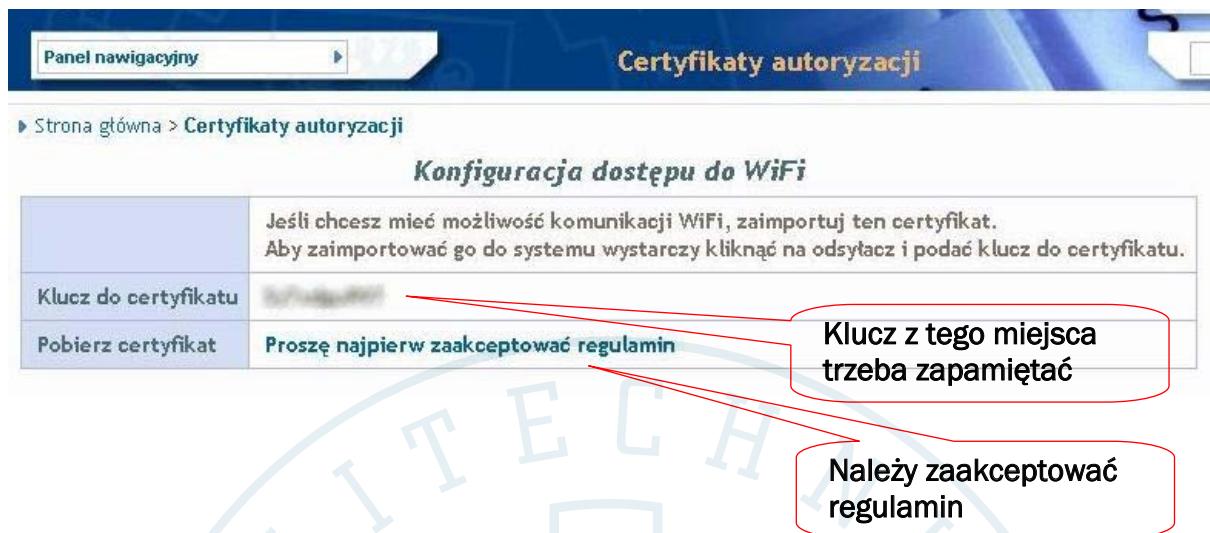 Panel nawigacyjny
Certyfikaty autoryzacji
Strona główna > Certyfikaty autoryzacji
Konfiguracja dostępu do WiFi
Jeśli chcesz mieć możliwość komunikacji WiFi, zaimportuj ten certyfikat.
Aby zaimportować go do systemu wystarczy kliknąć na odsyłacz i podać klucz do certyfikatu.
Klucz do certyfikatu
Pobierz certyfikat
Proszę najpierw zaakceptować regulamin
Klucz z tego miejsca
trzeba zapamiętać
Należy zaakceptować
regulamin
ITECHN